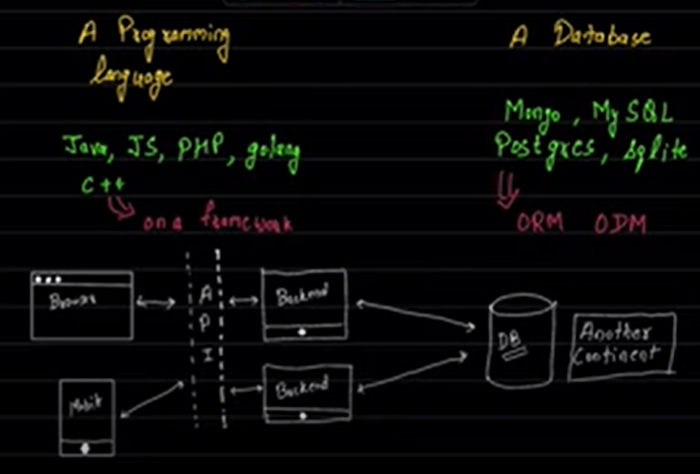 A Programming
language
A Database
Java, JS, PHP, golang
C++
on a framework
Mongo, MySQL
Postgres, sqlite
ORM ODM
Browser
A
P
I
Backend
Backend
DB
Another
Continent